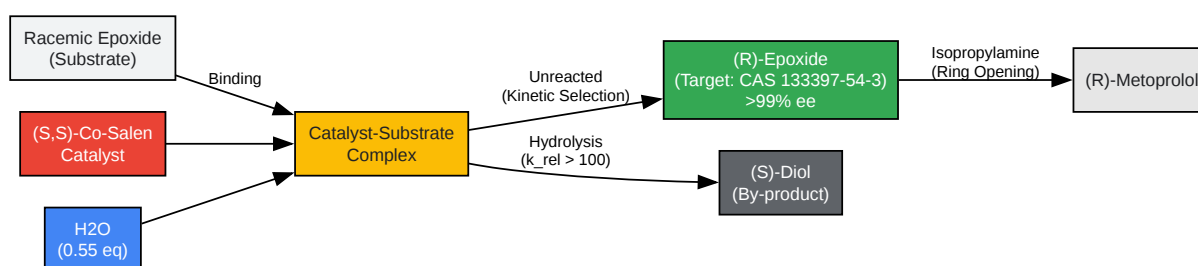 Racemic Epoxide
(Substrate)
Binding
(S,S)-Co-Salen
Catalyst
H2O
(0.55 eq)
Catalyst-Substrate
Complex
Unreacted
(Kinetic Selection)
Hydrolysis
(k_rel > 100)
(R)-Epoxide
(Target: CAS 133397-54-3)
>99% ee
(S)-Diol
(By-product)
Isopropylamine
(Ring Opening)
(R)-Metoprolol